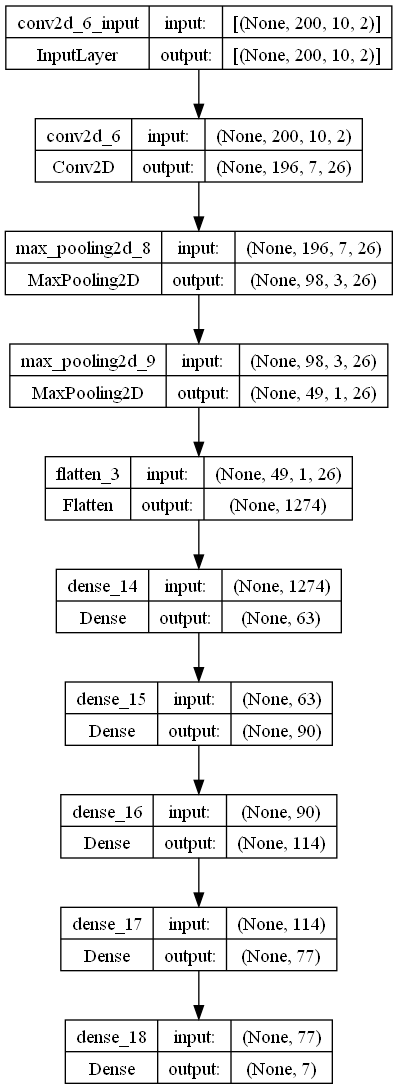 conv2d_6_input input: [(None, 200, 10, 2)]
InputLayer output: [(None, 200, 10, 2)]
conv2d_6 input: (None, 200, 10, 2)
Conv2D output: (None, 196, 7, 26)
max_pooling2d_8 input: (None, 196, 7, 26)
MaxPooling2D output: (None, 98, 3, 26)
max_pooling2d_9 input: (None, 98, 3, 26)
MaxPooling2D output: (None, 49, 1, 26)
flatten_3 input: (None, 49, 1, 26)
Flatten output: (None, 1274)
dense_14 input: (None, 1274)
Dense output: (None, 63)
dense_15 input: (None, 63)
Dense output: (None, 90)
dense_16 input: (None, 90)
Dense output: (None, 114)
dense_17 input: (None, 114)
Dense output: (None, 77)
dense_18 input: (None, 77)
Dense output: (None, 7)